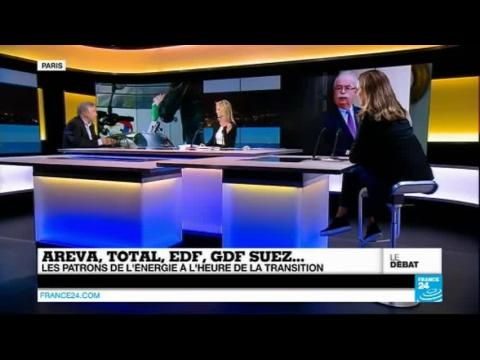 PARIS
AREVA, TOTAL, EDF, GDF SUEZ...
LES PATRONS DE L'ÉNERGIE À L'HEURE DE LA TRANSITION
LE
DÉBAT
FRANCE24.COM
FRANCE
24